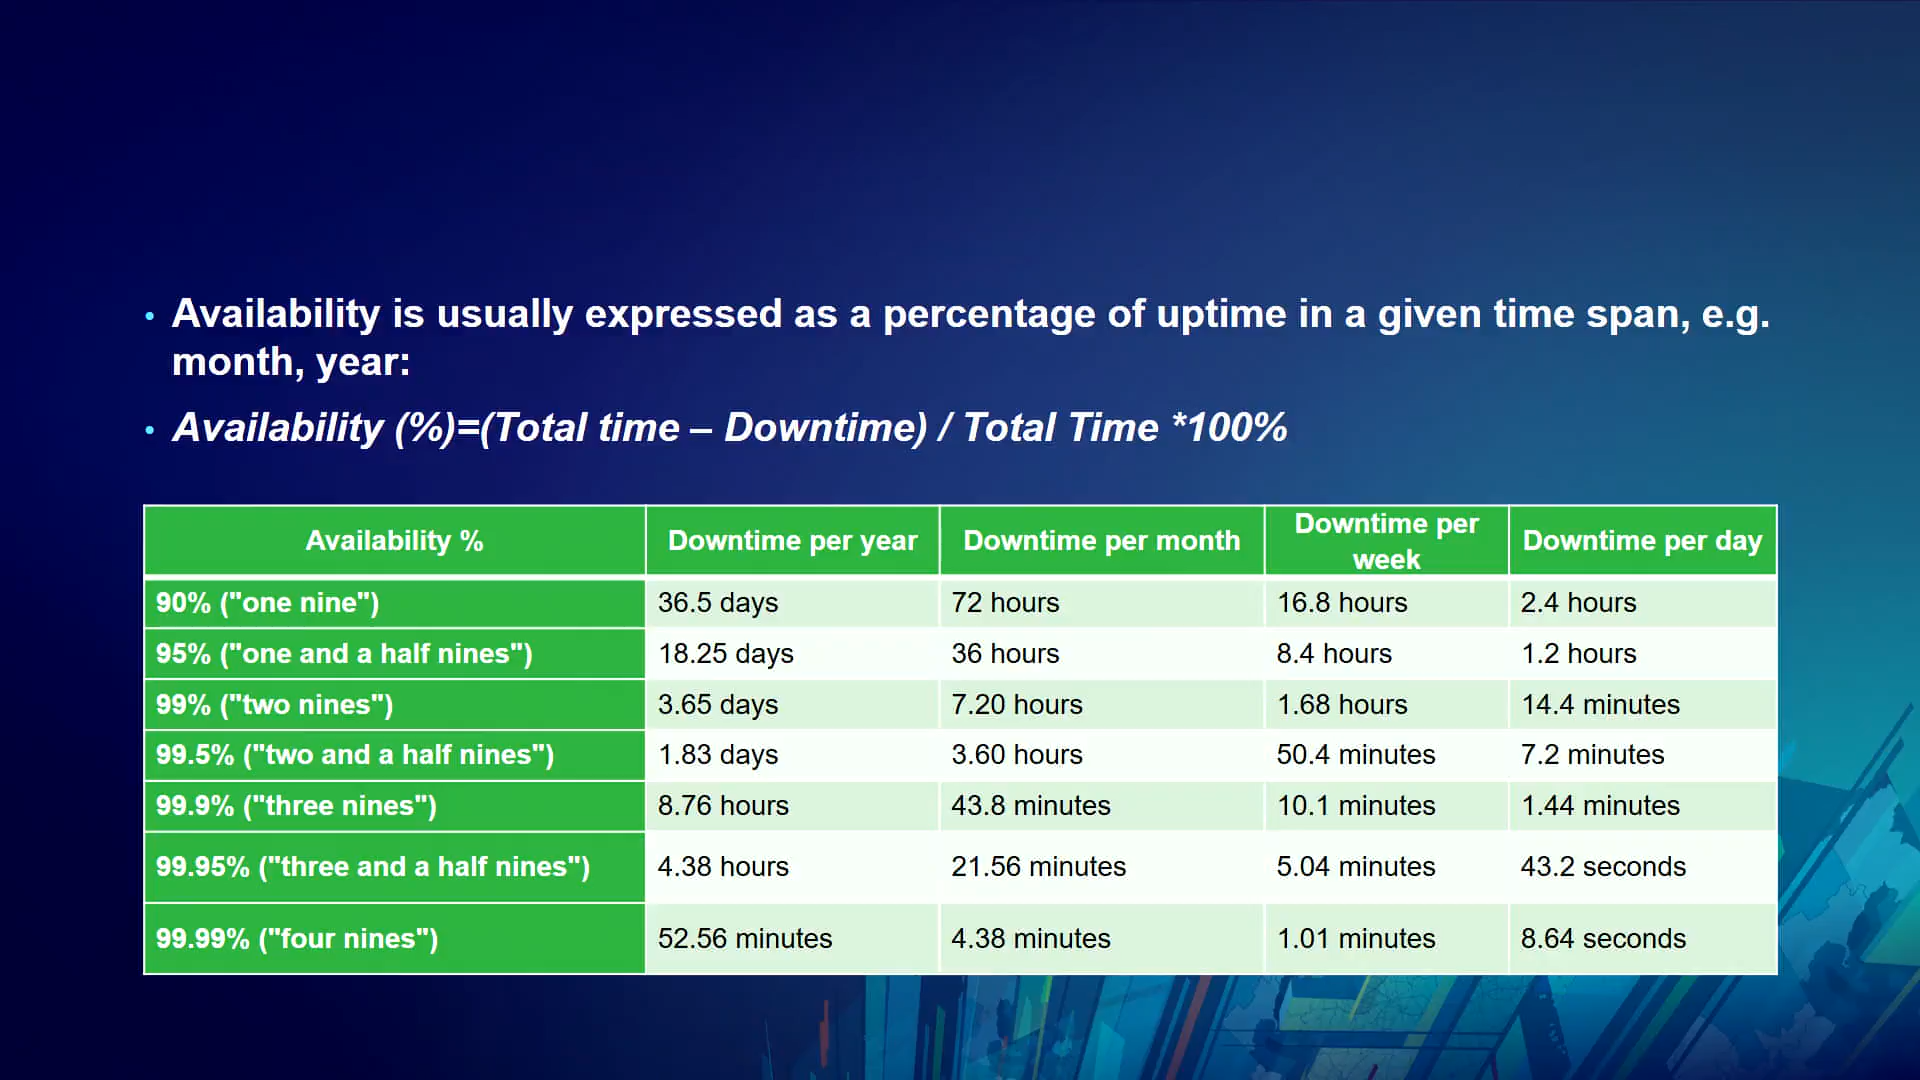 • Availability is usually expressed as a percentage of uptime in a given time span, e.g.
month, year:
• Availability (%)=(Total time – Downtime) / Total Time *100%
Availability % Downtime per year Downtime per month Downtime per week Downtime per day
90% ("one nine") 36.5 days 72 hours 16.8 hours 2.4 hours
95% ("one and a half nines") 18.25 days 36 hours 8.4 hours 1.2 hours
99% ("two nines") 3.65 days 7.20 hours 1.68 hours 14.4 minutes
99.5% ("two and a half nines") 1.83 days 3.60 hours 50.4 minutes 7.2 minutes
99.9% ("three nines") 8.76 hours 43.8 minutes 10.1 minutes 1.44 minutes
99.95% ("three and a half nines") 4.38 hours 21.56 minutes 5.04 minutes 43.2 seconds
99.99% ("four nines") 52.56 minutes 4.38 minutes 1.01 minutes 8.64 seconds